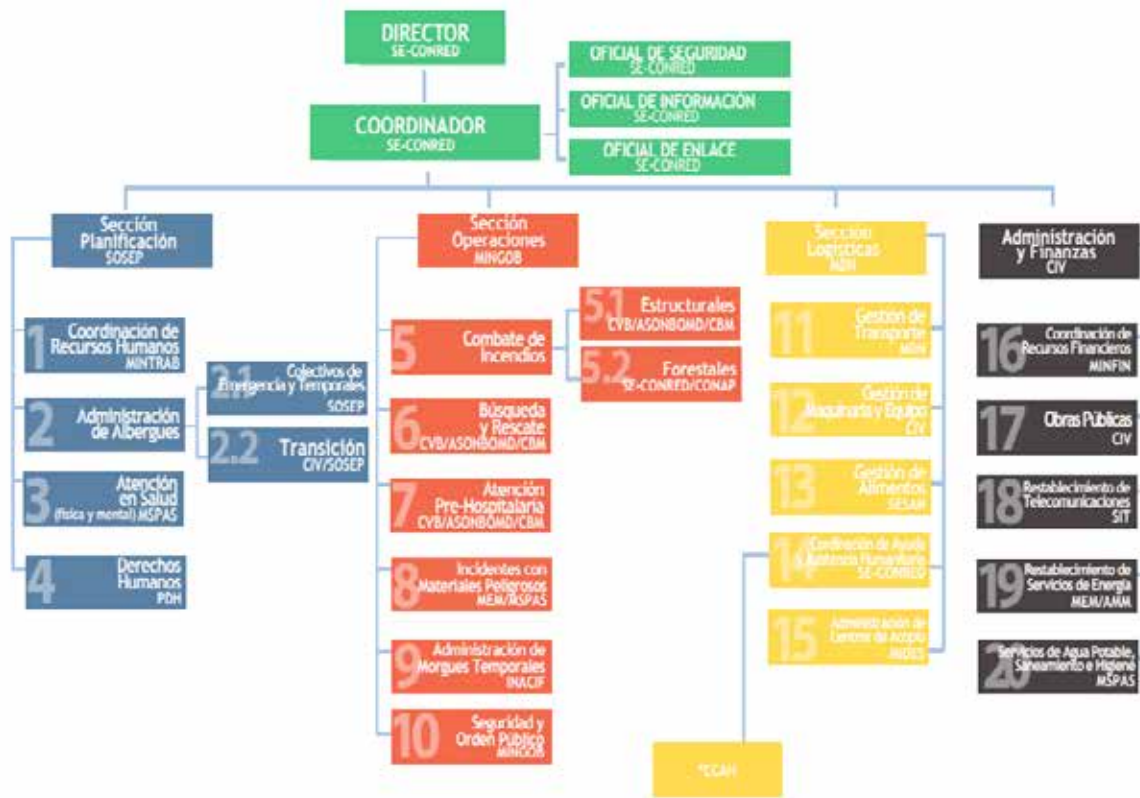 DIRECTOR
SE-CONRED
OFICIAL DE SEGURIDAD
SE-CONRED
OFICIAL DE INFORMACIÓN
SE-CONRED
COORDINADOR
SE-CONRED
OFICIAL DE ENLACE
SE-CONRED
Sección
Planificación
SOSEP
1
Coordinación de
Recursos Humanos
MINTRAB
2
Administración
de Albergues
2.1
Colectivos de
Emergencia y Temporales
SOSEP
2.2
Transición
CIV/SOSEP
3
Atención
en Salud
(física y mental) MSPAS
4
Derechos
Humanos
PDH
Sección
Operaciones
MINGOB
5
Combate de
Incendios
5.1
Estructurales
CVB/ASONBOMD/CBM
5.2
Forestales
SE-CONRED/CONAP
6
Búsqueda
y Rescate
CVB/ASONBOMD/CBM
7
Atención
Pre-Hospitalaria
CVB/ASONBOMD/CBM
8
Incidentes con
Materiales Peligrosos
MEM/MSPAS
9
Administración de
Morgues Temporales
INACIF
10
Seguridad y
Orden Público
MINGOB
Sección
Logísticas
11
Gestión de
Transporte
12
Gestión de
Maquinaria y Equipo
CIV
13
Gestión de
Alimentos
SESAN
14
Cordinación de Ayuda
Humanitaria
SE-CONRED
15
Administración de
Centros de Acopio
MIDES
*CCAH
Administración
y Finanzas
CIV
16
Coordinación de
Recursos Financieros
MINFIN
17
Obras Públicas
CIV
18
Restablecimiento de
Telecomunicaciones
SIT
19
Restablecimiento de
Servicios de Energía
MEM/AMM
20
Servicios de Agua Potable,
Saneamiento e Higiene
MSPAS